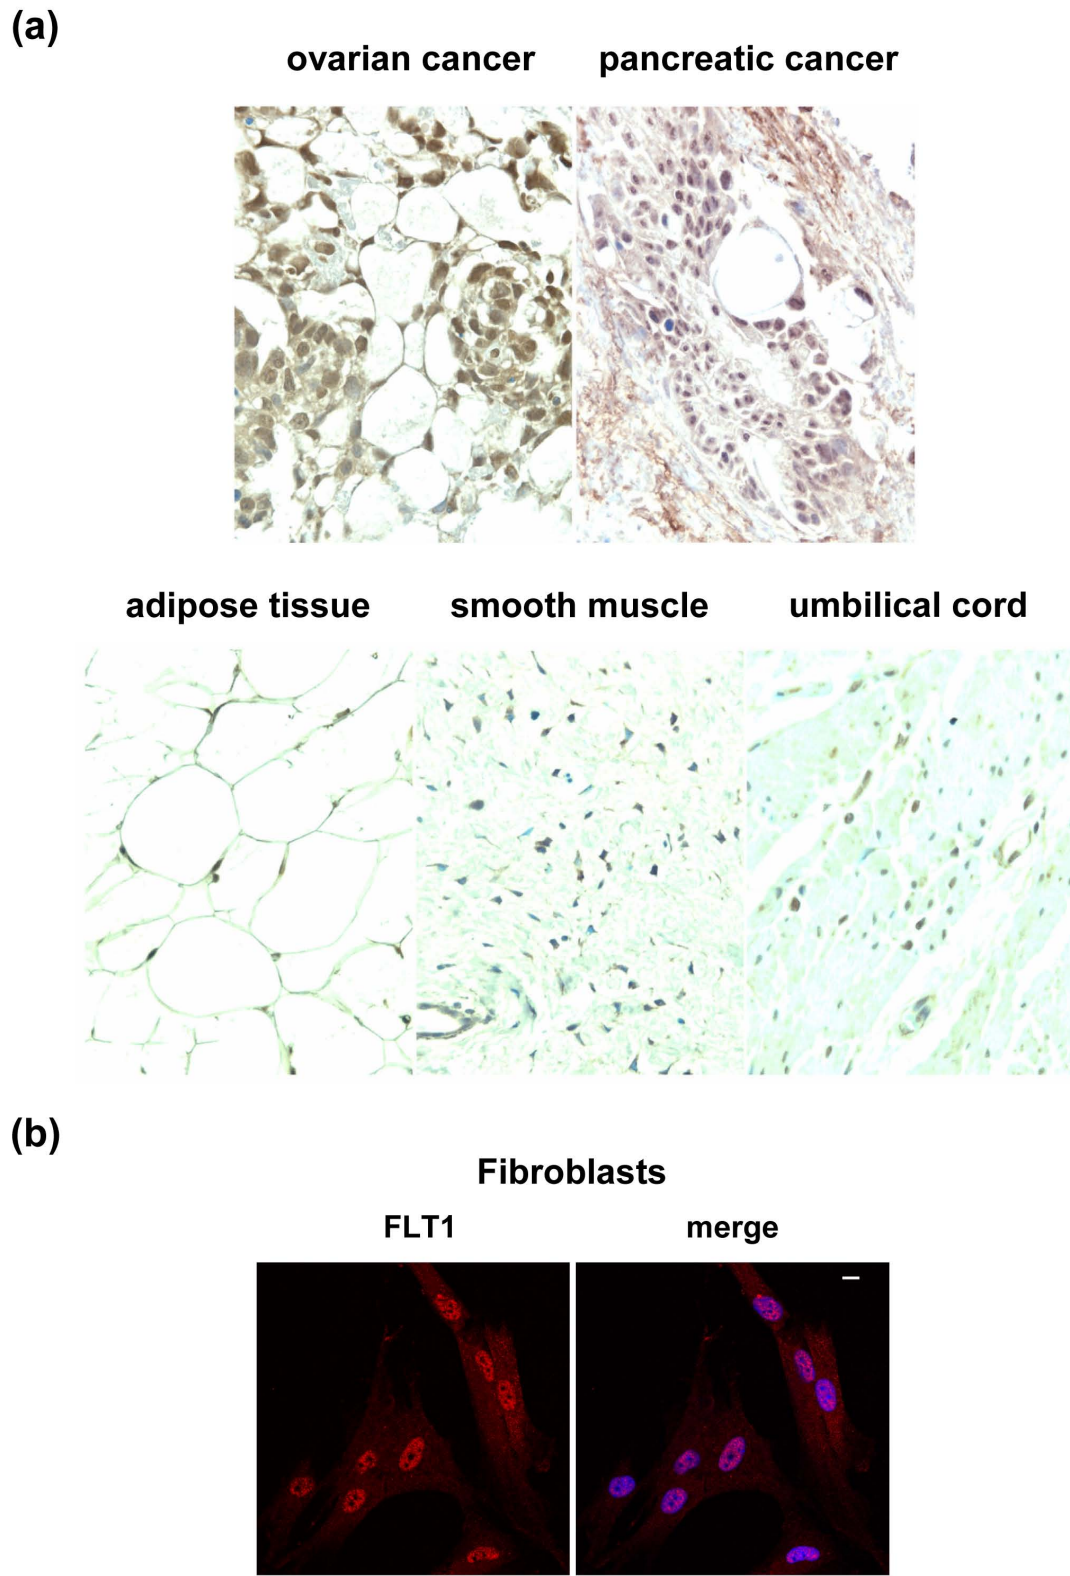 (a)
ovarian cancer pancreatic cancer
adipose tissue smooth muscle umbilical cord
(b)
Fibroblasts
FLT1 merge